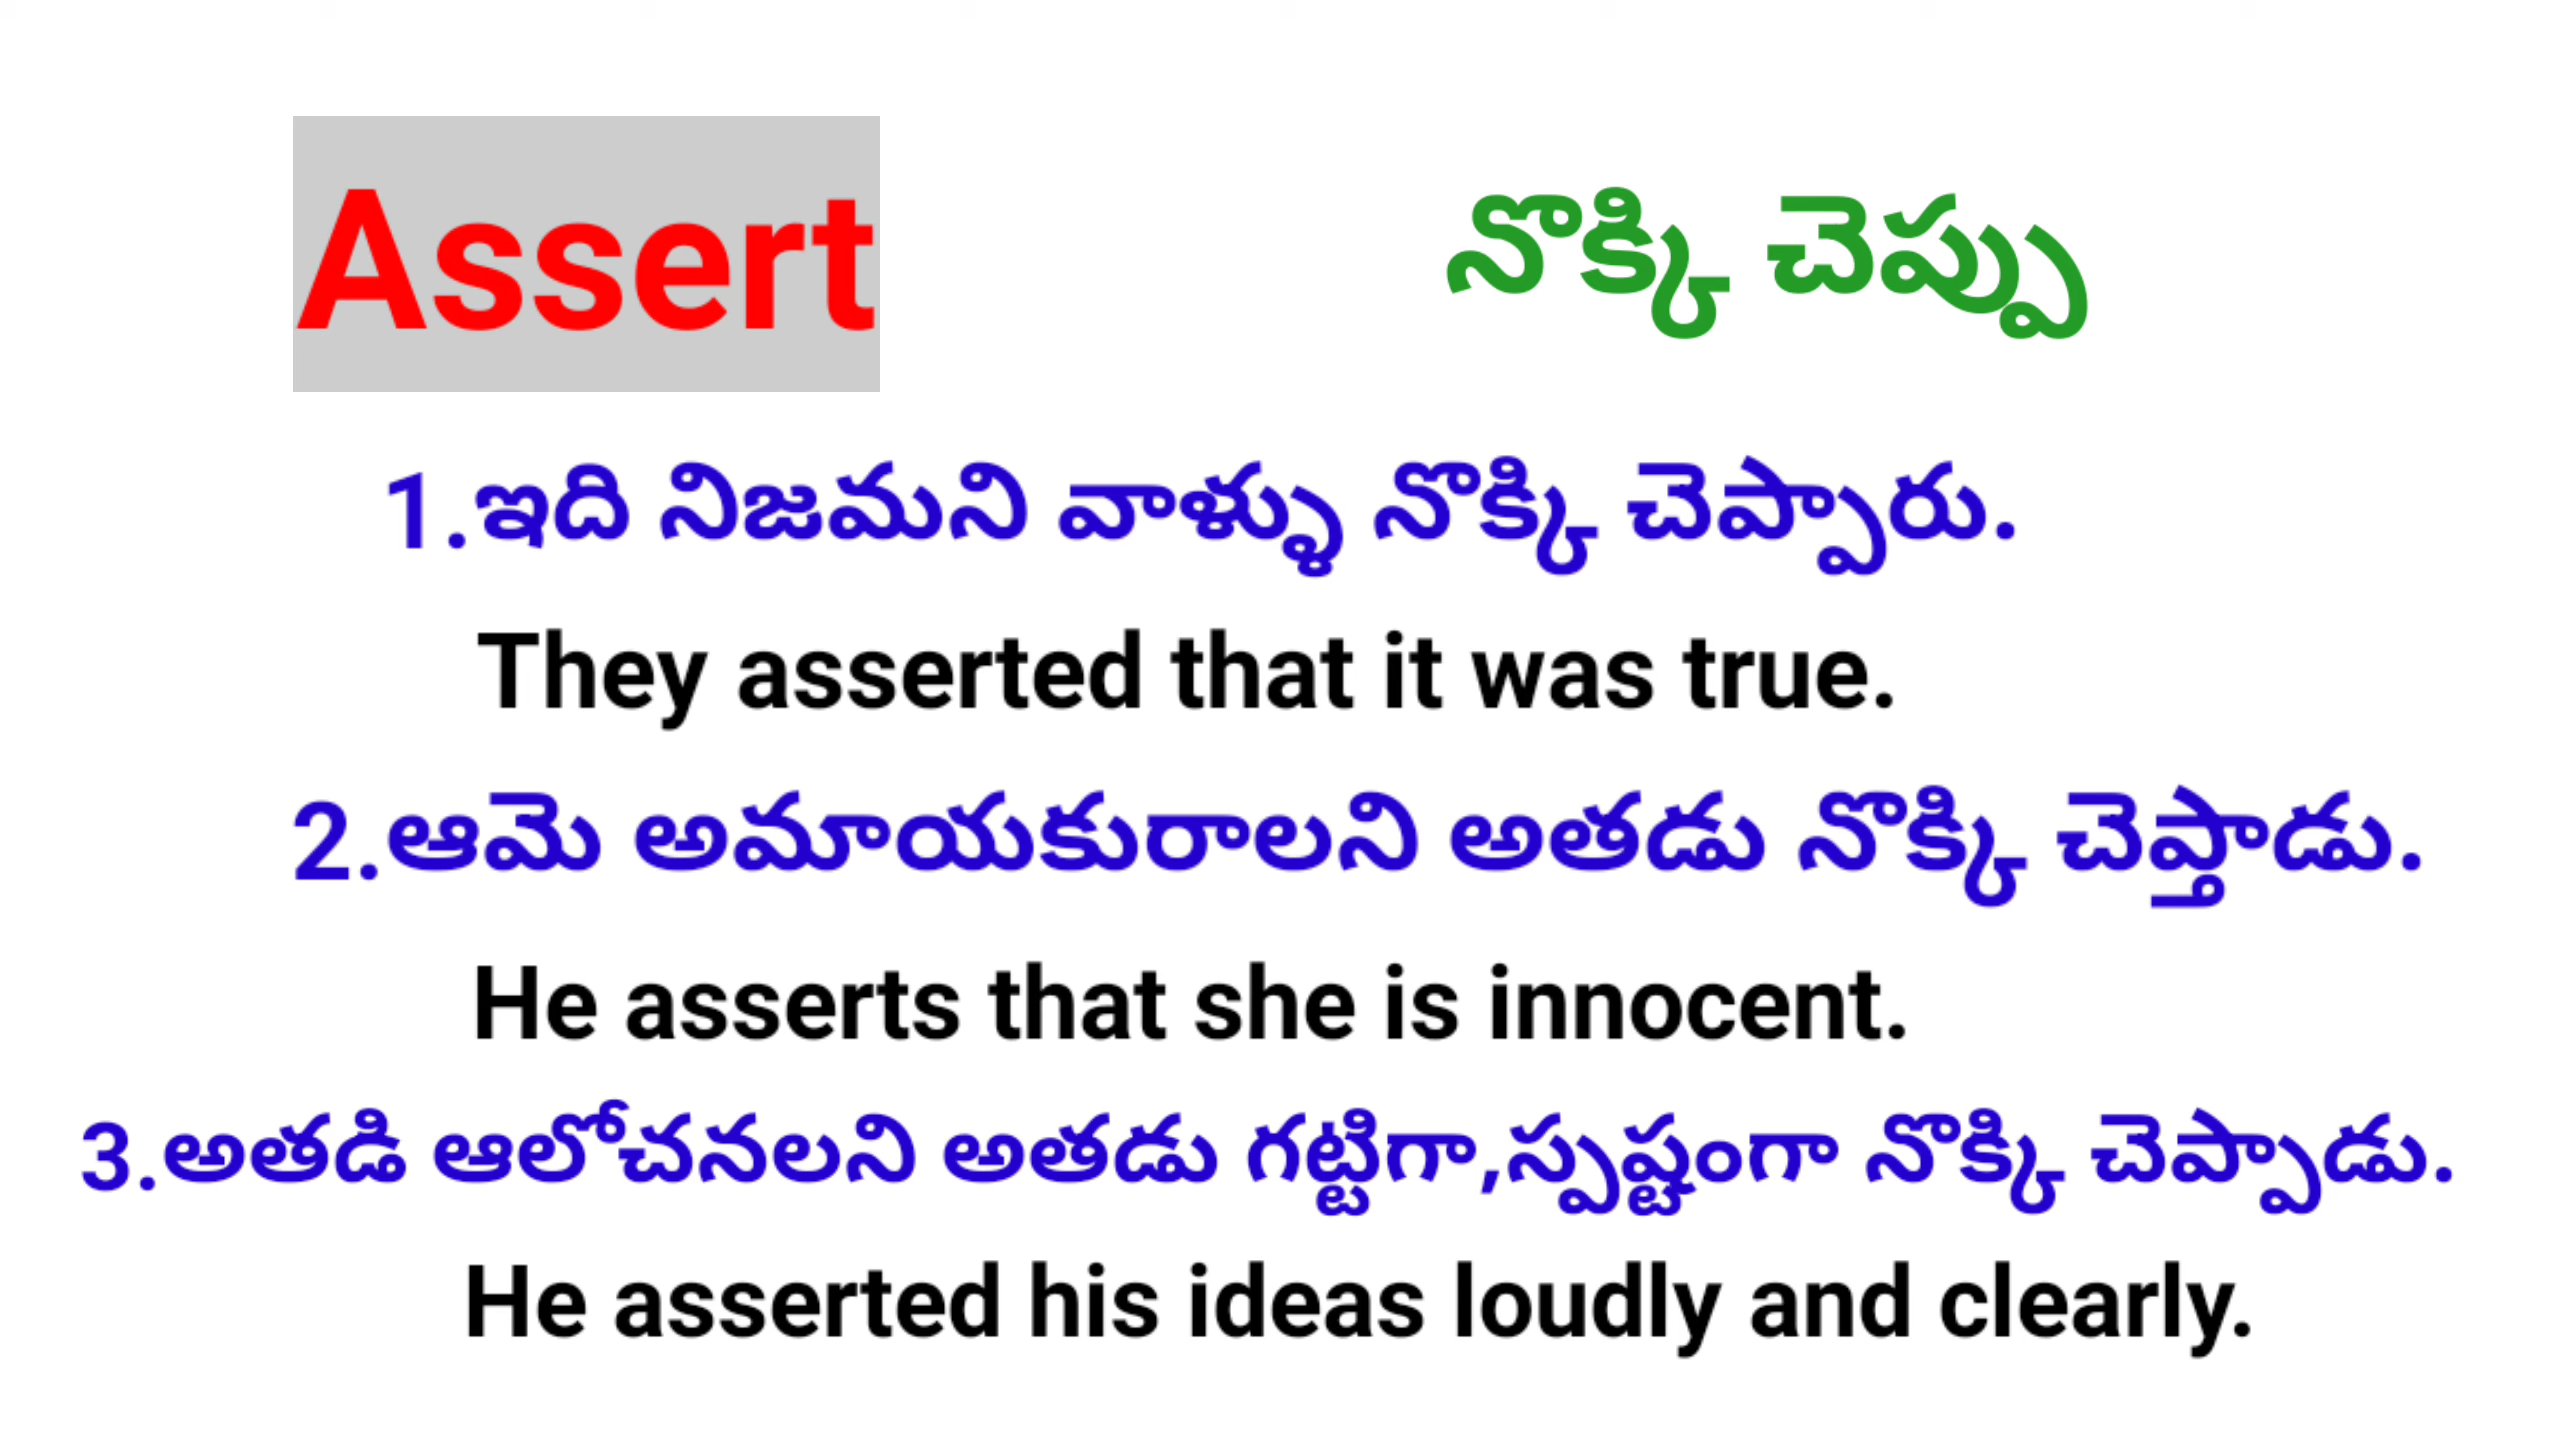 Assert నొక్కి చెప్పు
1.ఇది నిజమని వాళ్ళు నొక్కి చెప్పారు.
They asserted that it was true.
2.ఆమె అమాయకురాలని అతడు నొక్కి చెప్తాడు.
He asserts that she is innocent.
3.అతడి ఆలోచనలని అతడు గట్టిగా,స్పష్టంగా నొక్కి చెప్పాడు.
He asserted his ideas loudly and clearly.